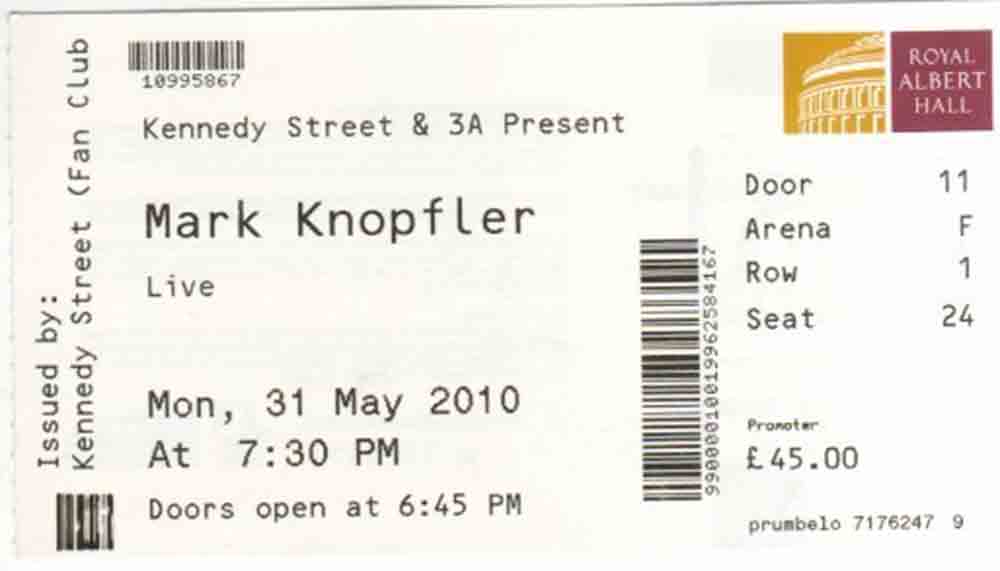 Issued by:
Kennedy Street (Fan Club
10995867
Kennedy Street & 3A Present
Mark Knopfler
Live
Mon, 31 May 2010
At 7:30 PM
Doors open at 6:45 PM
99000010019962584167
ROYAL
ALBERT
HALL
Door 11
Arena F
Row 1
Seat 24
Promoter
£45.00
prumbelo 7176247 9